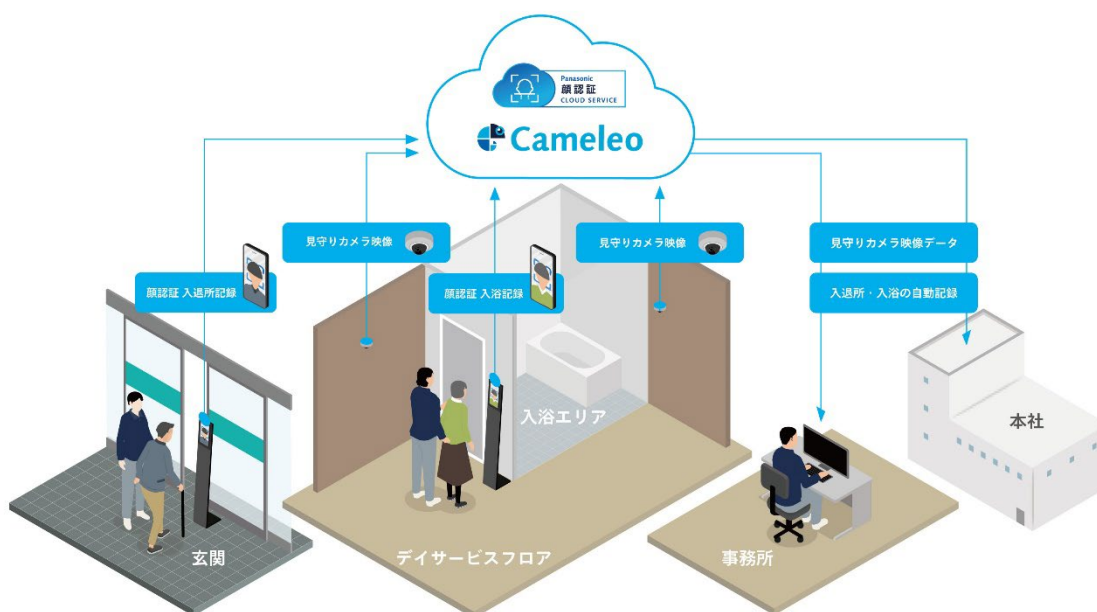 Panasonic
顔認証
CLOUD SERVICE
Cameleo
見守りカメラ映像
見守りカメラ映像
見守りカメラ映像データ
顔認証 入退所記録
顔認証 入浴記録
入退所・入浴の自動記録
入浴エリア
本社
玄関
デイサービスフロア
事務所